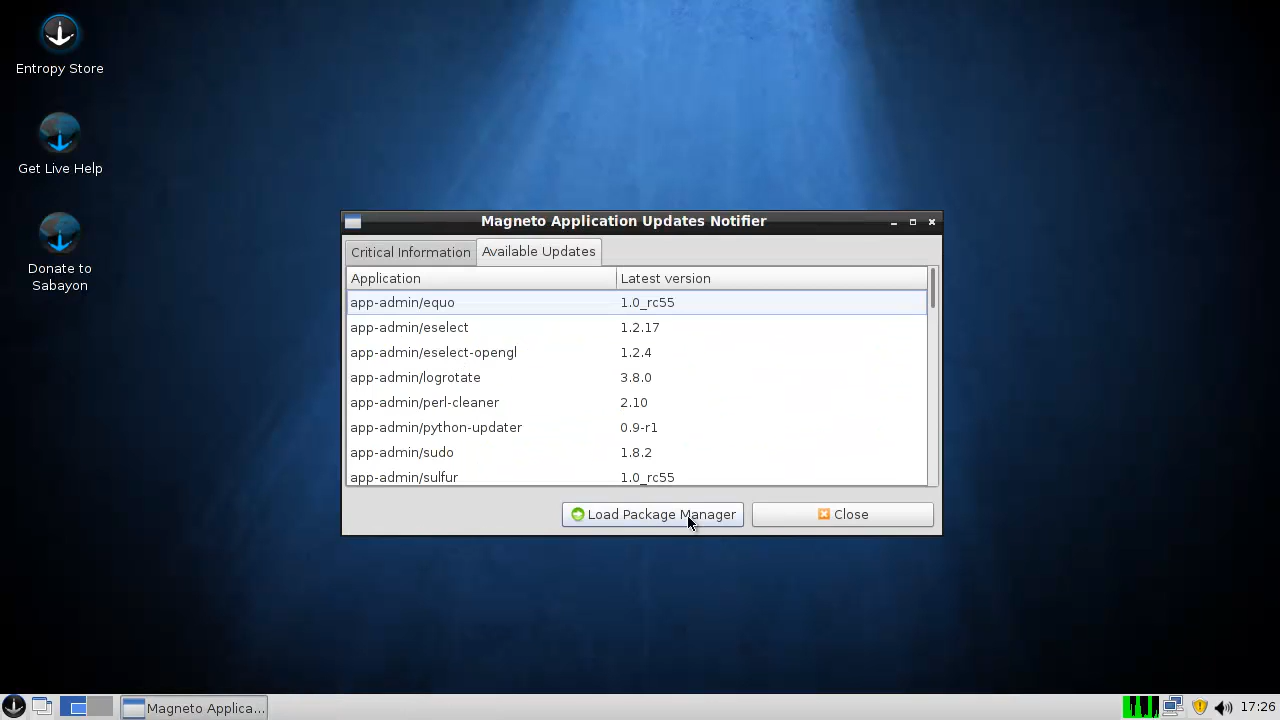 Entropy Store
Get Live Help
Donate to
Sabayon
Magneto Application Updates Notifier
Critical Information
Available Updates
Application Latest version
app-admin/equo 1.0_rc55
app-admin/eselect 1.2.17
app-admin/eselect-opengl 1.2.4
app-admin/logrotate 3.8.0
app-admin/perl-cleaner 2.10
app-admin/python-updater 0.9-r1
app-admin/sudo 1.8.2
app-admin/sulfur 1.0_rc55
Load Package Manager
Close
Magneto Applica...
17:26